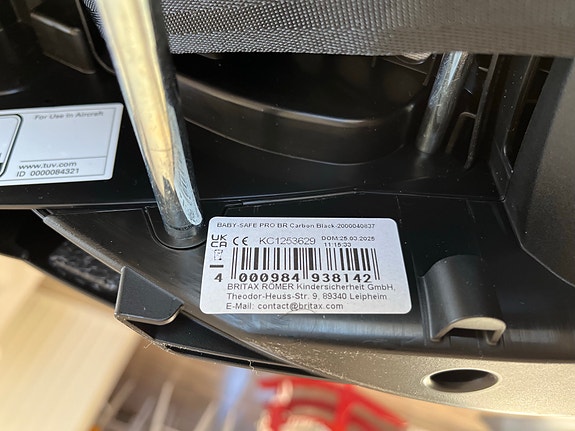 For Use in Aircraft
www.tuv.com
ID 0000084321
BABY-SAFE PRO BR Carbon Black-2000040837
UK
CA
CE KC1253629 DOM:25.03.2025
11:15:33
4 000984 938142
BRITAX RÖMER Kindersicherheit GmbH,
Theodor-Heuss-Str. 9, 89340 Leipheim
E-Mail: contact@britax.com